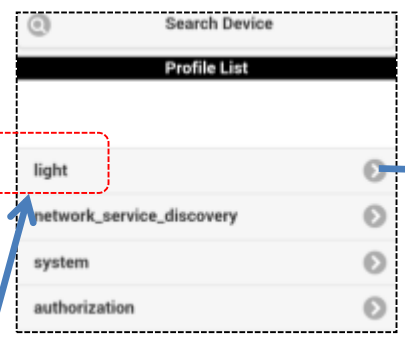 Search Device
Profile List
light
network_service_discovery
system
authorization